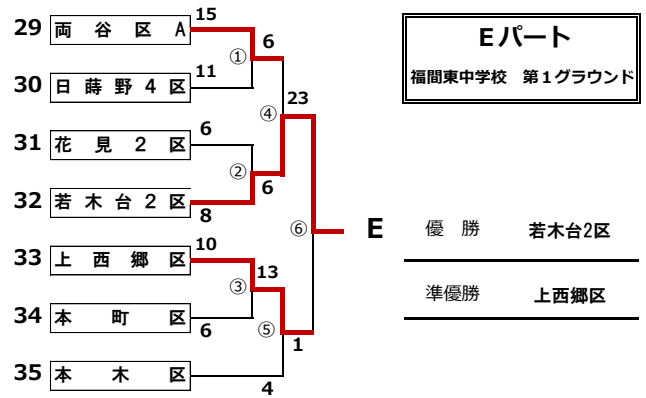 29 両谷区A 15
6
①
30 日蒔野4区 11
23
④
31 花見2区 6
②
6
32 若木台2区 8
⑥
33 上西郷区 10
13
③
34 本町区 6
⑤
1
35 本木区 4
Eパート
福間東中学校 第1グラウンド
E 優勝 若木台2区
準優勝 上西郷区